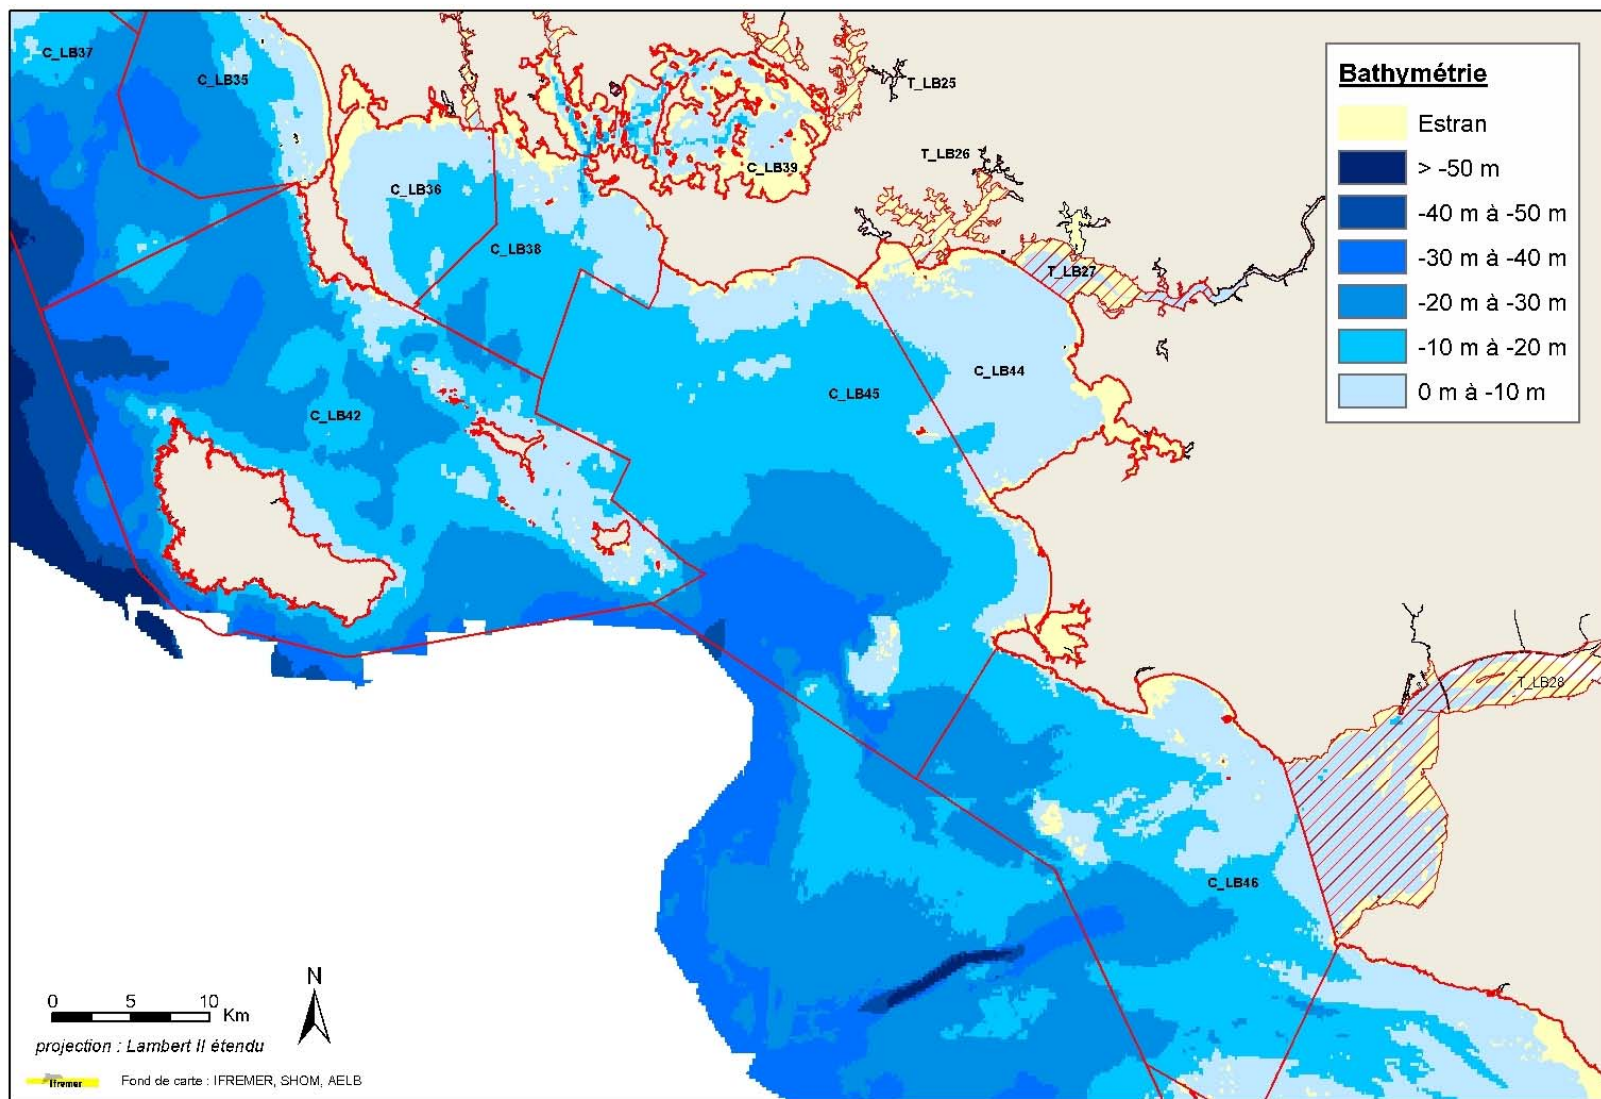 C_LB37
C_LB35
T_LB25
T_LB26
C_LB39
C_LB36
C_LB38
T_LB27
C_LB44
C_LB45
C_LB42
T_LB28
C_LB46
Bathymétrie
Estran
> -50 m
-40 m à -50 m
-30 m à -40 m
-20 m à -30 m
-10 m à -20 m
0 m à -10 m
N
0 5 10
Km
projection : Lambert II étendu
Ifremer
Fond de carte : IFREMER, SHOM, AELB